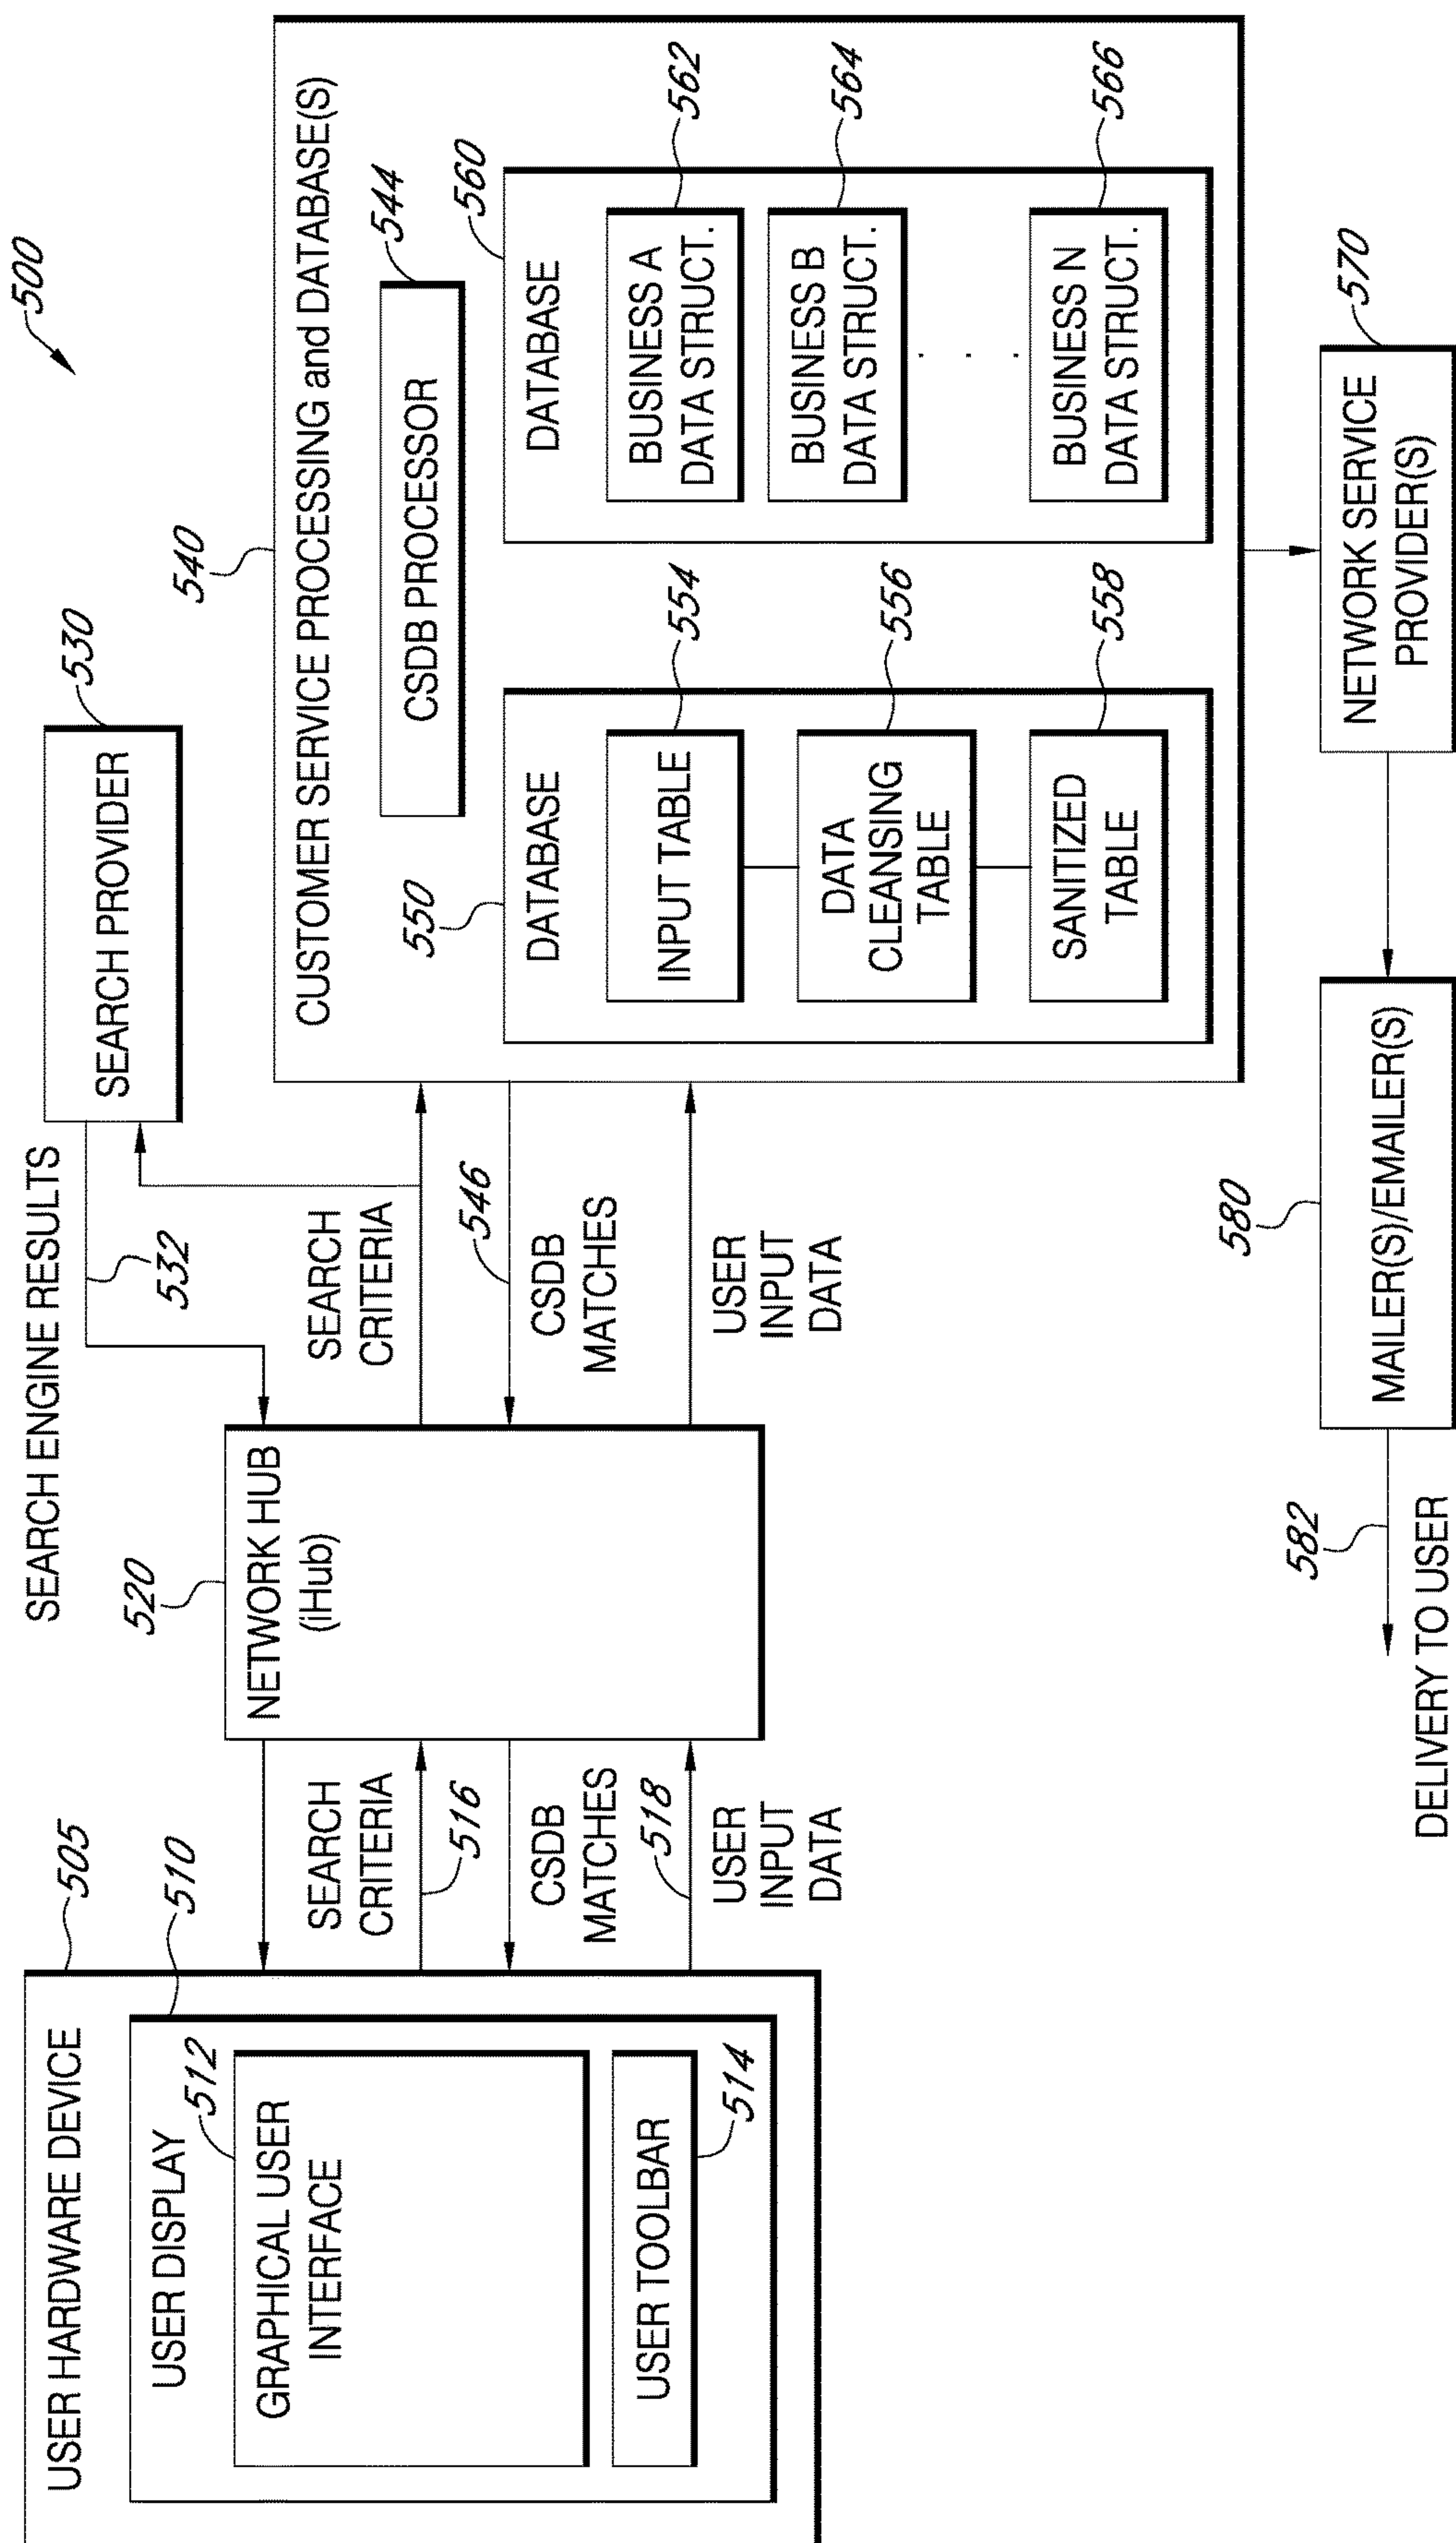 500
USER HARDWARE DEVICE
505
USER DISPLAY
510
512
GRAPHICAL USER
INTERFACE
USER TOOLBAR
514
SEARCH
CRITERIA
516
CSDB
MATCHES
518
USER
INPUT
DATA
520
NETWORK HUB
(iHub)
SEARCH ENGINE RESULTS
532
SEARCH PROVIDER
530
SEARCH
CRITERIA
546
CSDB
MATCHES
USER
INPUT
DATA
540
CUSTOMER SERVICE PROCESSING and DATABASE(S)
CSDB PROCESSOR
544
550
DATABASE
INPUT TABLE
554
DATA
CLEANSING
TABLE
556
SANITIZED
TABLE
558
560
DATABASE
BUSINESS A
DATA STRUCT.
562
BUSINESS B
DATA STRUCT.
564
. . .
BUSINESS N
DATA STRUCT.
566
NETWORK SERVICE
PROVIDER(S)
570
580
MAILER(S)/EMAILER(S)
582
DELIVERY TO USER